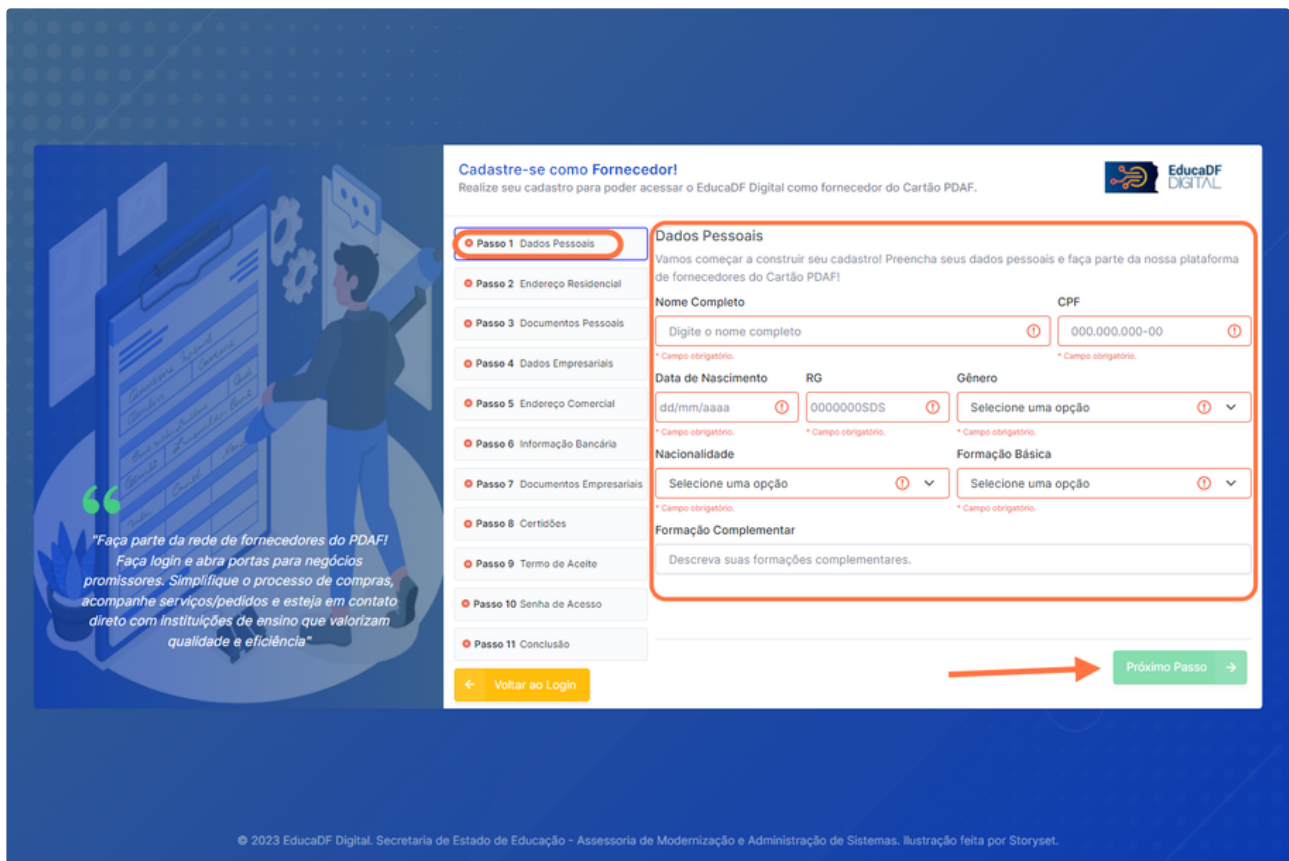 Cadastre-se como Fornecedor!
Realize seu cadastro para poder acessar o EducaDF Digital como fornecedor do Cartão PDAF.
EducaDF
DIGITAL
Passo 1 Dados Pessoais
Passo 2 Endereço Residencial
Passo 3 Documentos Pessoais
Passo 4 Dados Empresariais
Passo 5 Endereço Comercial
Passo 6 Informação Bancária
Passo 7 Documentos Empresariais
Passo 8 Certidões
Passo 9 Termo de Aceite
Passo 10 Senha de Acesso
Passo 11 Conclusão
Voltar ao Login
Dados Pessoais
Vamos começar a construir seu cadastro! Preencha seus dados pessoais e faça parte da nossa plataforma
de fornecedores do Cartão PDAF!
Nome Completo CPF
Digite o nome completo 000.000.000-00
* Campo obrigatório. * Campo obrigatório.
Data de Nascimento RG Gênero
dd/mm/aaaa 0000000SDS Selecione uma opção
* Campo obrigatório. * Campo obrigatório. * Campo obrigatório.
Nacionalidade Formação Básica
Selecione uma opção Selecione uma opção
* Campo obrigatório. * Campo obrigatório.
Formação Complementar
Descreva suas formações complementares.
Próximo Passo
"Faça parte da rede de fornecedores do PDAF!
Faça login e abra portas para negócios
promissores. Simplifique o processo de compras,
acompanhe serviços/pedidos e esteja em contato
direto com instituições de ensino que valorizam
qualidade e eficiência"
© 2023 EducaDF Digital. Secretaria de Estado de Educação - Assessoria de Modernização e Administração de Sistemas. Ilustração feita por Storyset.